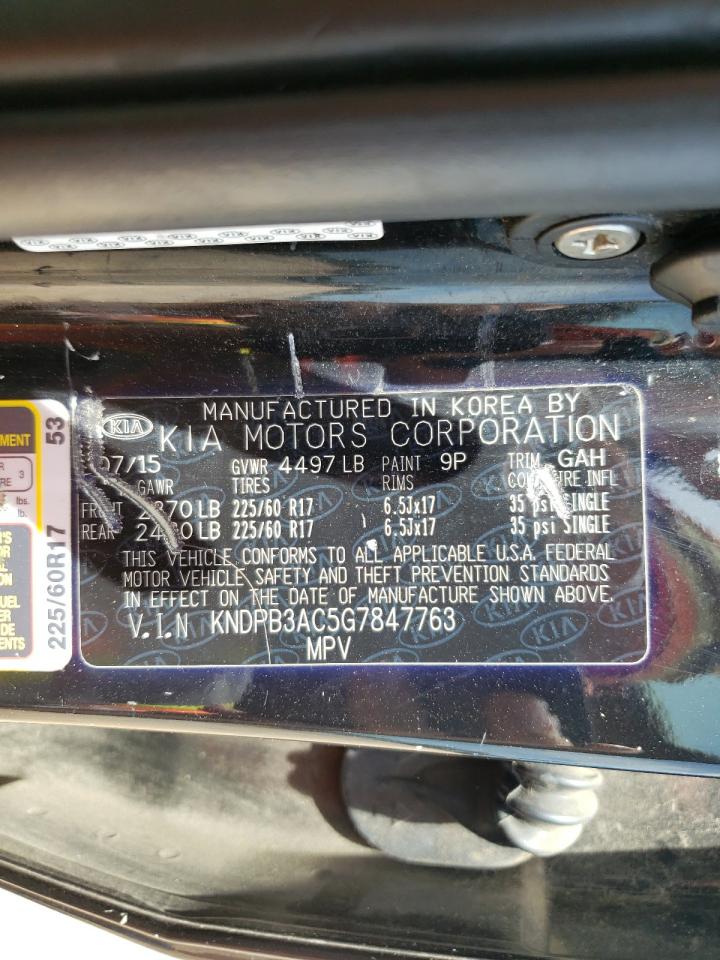 MANUFACTURED IN KOREA BY
KIA KIA MOTORS CORPORATION
07/15 GVWR 4497 LB PAINT 9P TRIM GAH
GAWR TIRES RIMS INFL
FRONT LB 225/60 R17 6.5Jx17 35 psi SINGLE
REAR LB 225/60 R17 6.5Jx17 35 psi SINGLE
THIS VEHICLE CONFORMS TO ALL APPLICABLE U.S.A. FEDERAL
MOTOR VEHICLE SAFETY AND THEFT PREVENTION STANDARDS
IN EFFECT ON THE DATE OF MANUFACTURE SHOWN ABOVE.
V.I.N KNDPB3AC5G7847763
MPV
225/60R17 53
3
lbs.